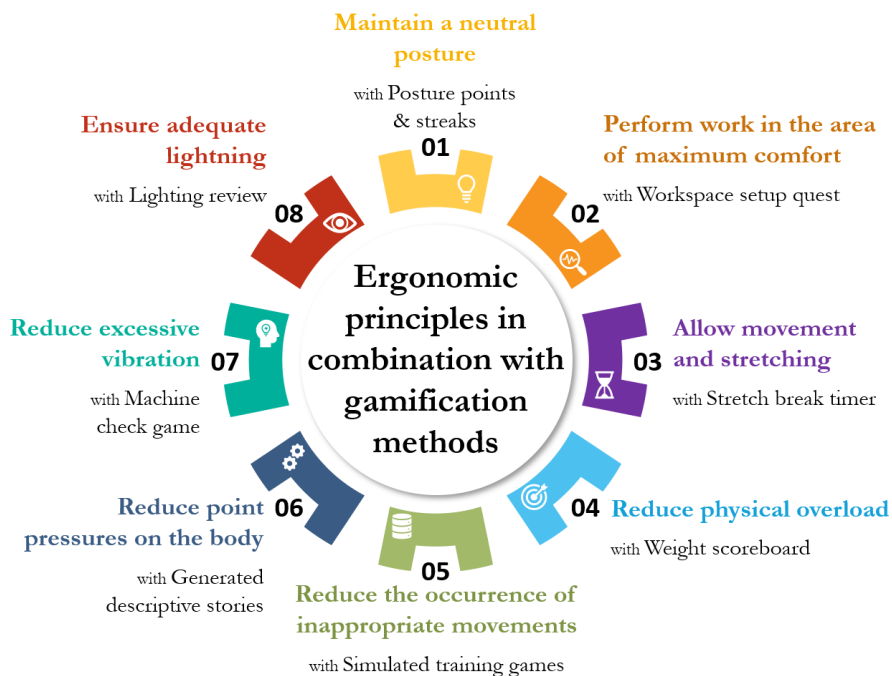 Ergonomic
principles in
combination with
gamification
methods
01
Maintain a neutral
posture
with Posture points
& streaks
02
Perform work in the area
of maximum comfort
with Workspace setup quest
03
Allow movement
and stretching
with Stretch break timer
04
Reduce physical overload
with Weight scoreboard
05
Reduce the occurrence of
inappropriate movements
with Simulated training games
06
Reduce point
pressures on the body
with Generated
descriptive stories
07
Reduce excessive
vibration
with Machine
check game
08
Ensure adequate
lightning
with Lighting review